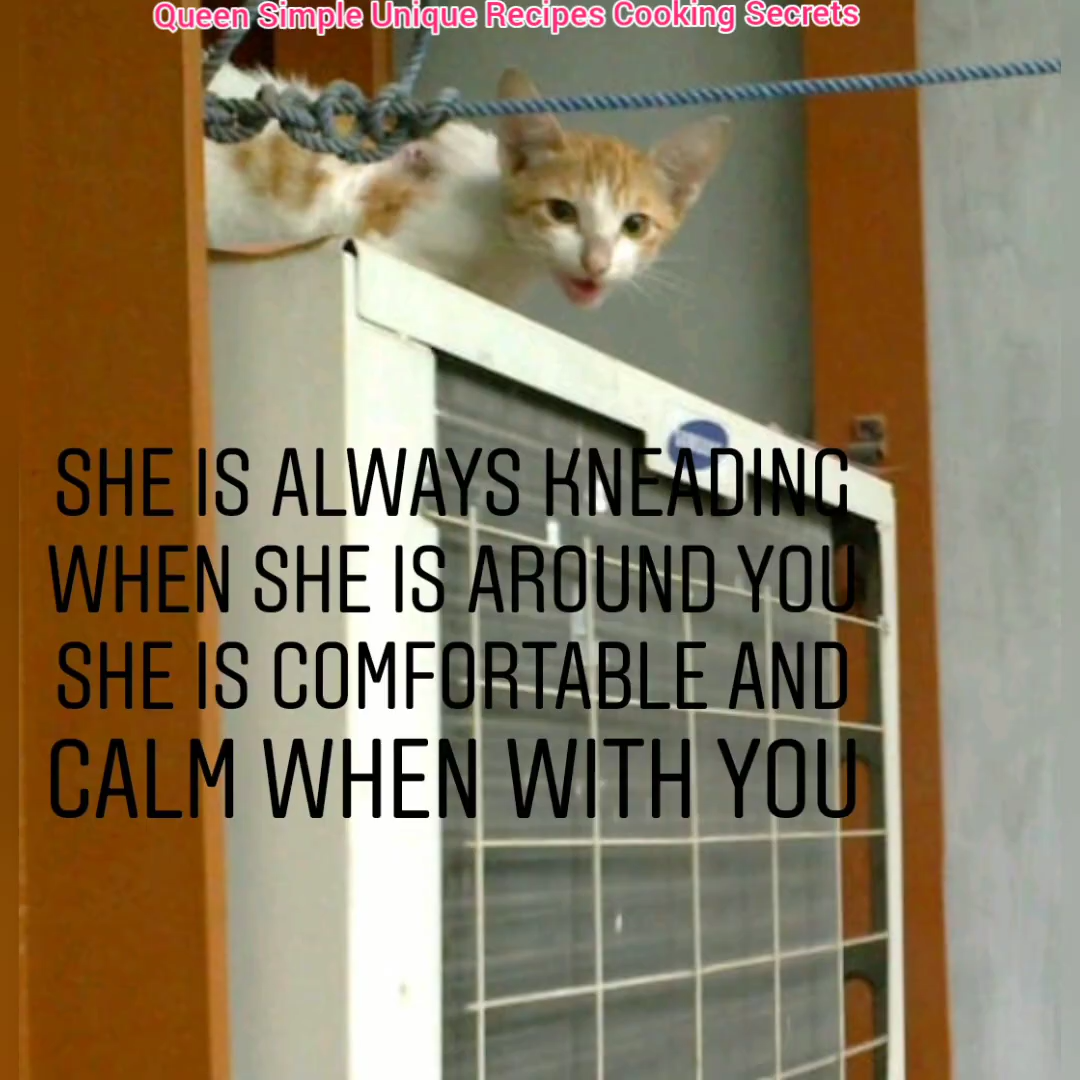 Queen Simple Unique Recipes Cooking Secrets
SHE IS ALWAYS KNEADING
WHEN SHE IS AROUND YOU
SHE IS COMFORTABLE AND
CALM WHEN WITH YOU